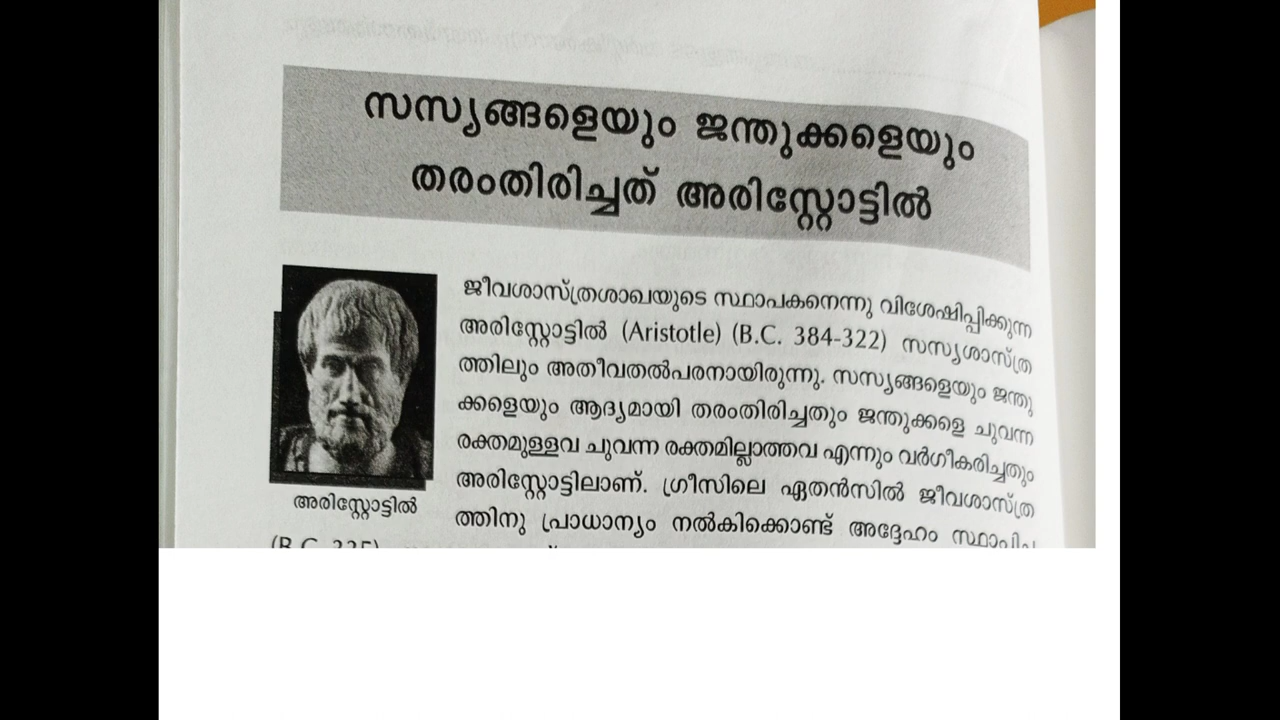 സസ്യങ്ങളെയും ജന്തുക്കളെയും
തരംതിരിച്ചത് അരിസ്റ്റോട്ടിൽ
ജീവശാസ്ത്രശാഖയുടെ സ്ഥാപകനെന്നു വിശേഷിപ്പിക്കുന്ന
അരിസ്റ്റോട്ടിൽ (Aristotle) (B.C. 384-322) സസ്യശാസ്ത്ര
ത്തിലും അതീവതൽപരനായിരുന്നു. സസ്യങ്ങളെയും ജന്തു
ക്കളെയും ആദ്യമായി തരംതിരിച്ചതും ജന്തുക്കളെ ചുവന്ന
രക്തമുള്ളവ ചുവന്ന രക്തമില്ലാത്തവ എന്നും വർഗീകരിച്ചതും
അരിസ്റ്റോട്ടിലാണ്. ഗ്രീസിലെ ഏതൻസിൽ ജീവശാസ്ത്ര
ത്തിനു പ്രാധാന്യം നൽകിക്കൊണ്ട് അദ്ദേഹം സ്ഥാപിച്ച
അരിസ്റ്റോട്ടിൽ
(B.C. 335)